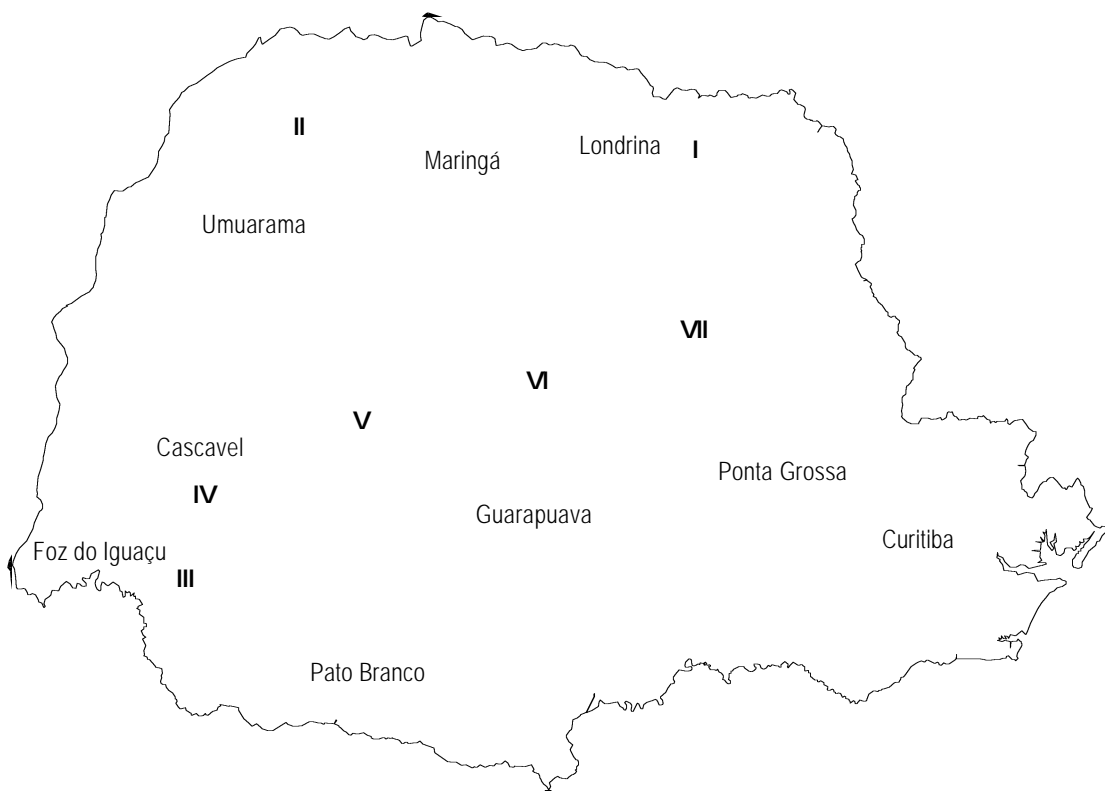 II
Londrina
I
Maringá
Umuarama
VII
VI
V
Cascavel
Ponta Grossa
IV
Guarapuava
Curitiba
Foz do Iguaçu
III
Pato Branco